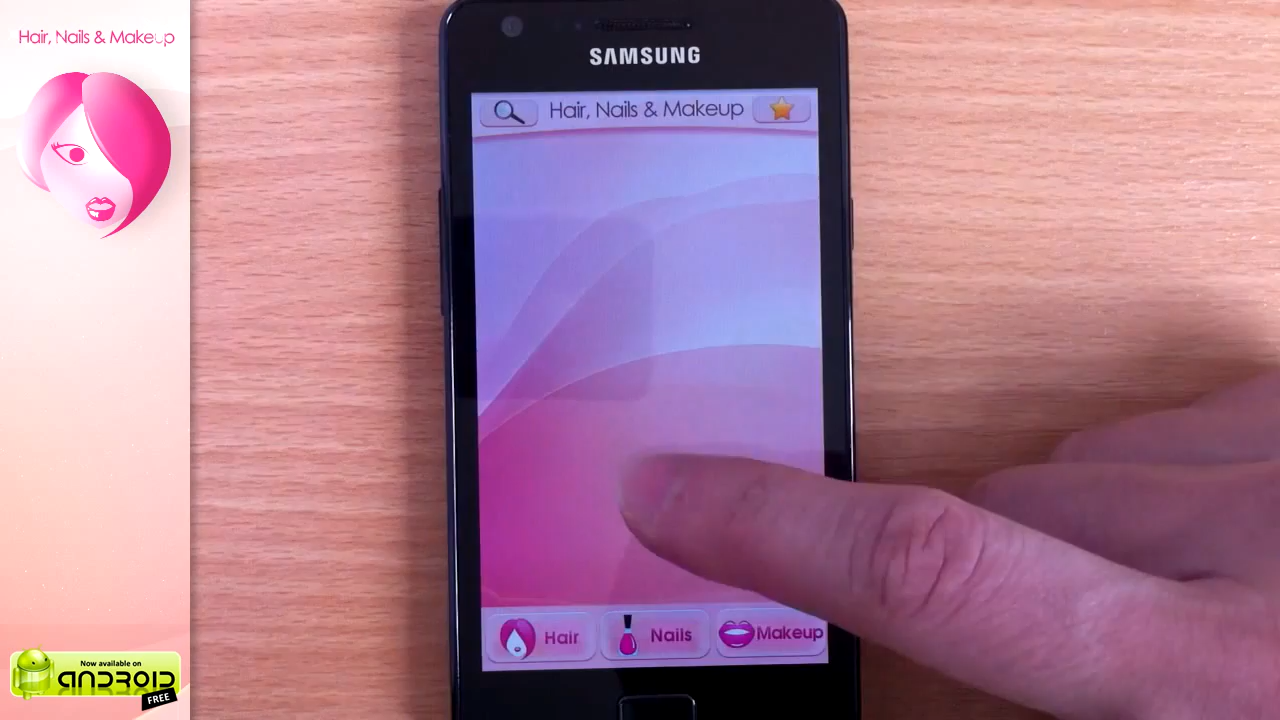 Hair, Nails & Makeup
SAMSUNG
Hair, Nails & Makeup
Hair
Nails
Makeup
Now available on
ANDROID
FREE